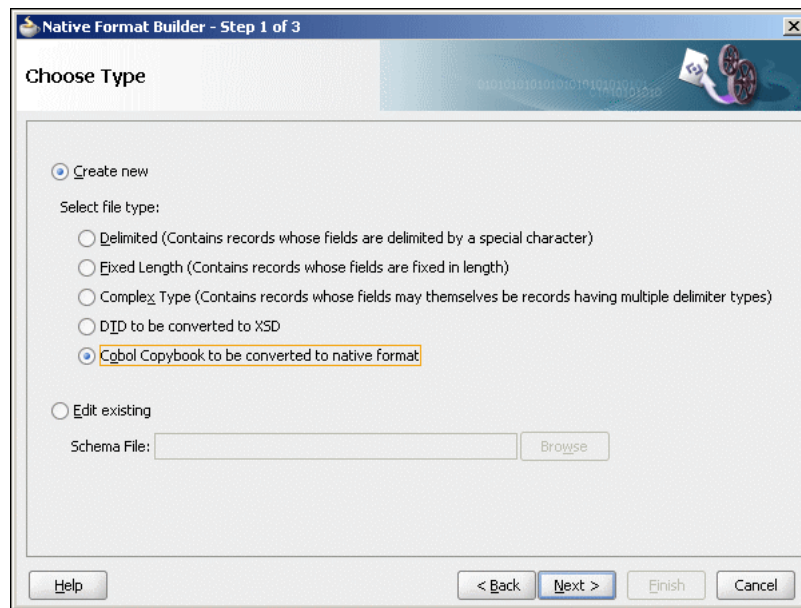 Native Format Builder - Step 1 of 3
Choose Type
Create new
Select file type:
Delimited (Contains records whose fields are delimited by a special character)
Fixed Length (Contains records whose fields are fixed in length)
Complex Type (Contains records whose fields may themselves be records having multiple delimiter types)
DTD to be converted to XSD
Cobol Copybook to be converted to native format
Edit existing
Schema File: Browse
Help < Back Next > Finish Cancel